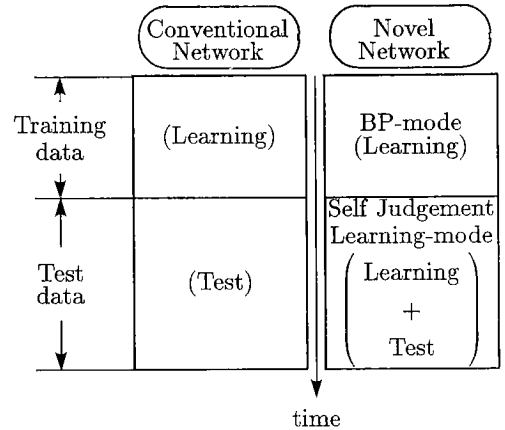 Conventional
Network
Novel
Network
Training
data
(Learning)
BP-mode
(Learning)
Test
data
(Test)
Self Judgement
Learning-mode
( Learning
+
Test )
time